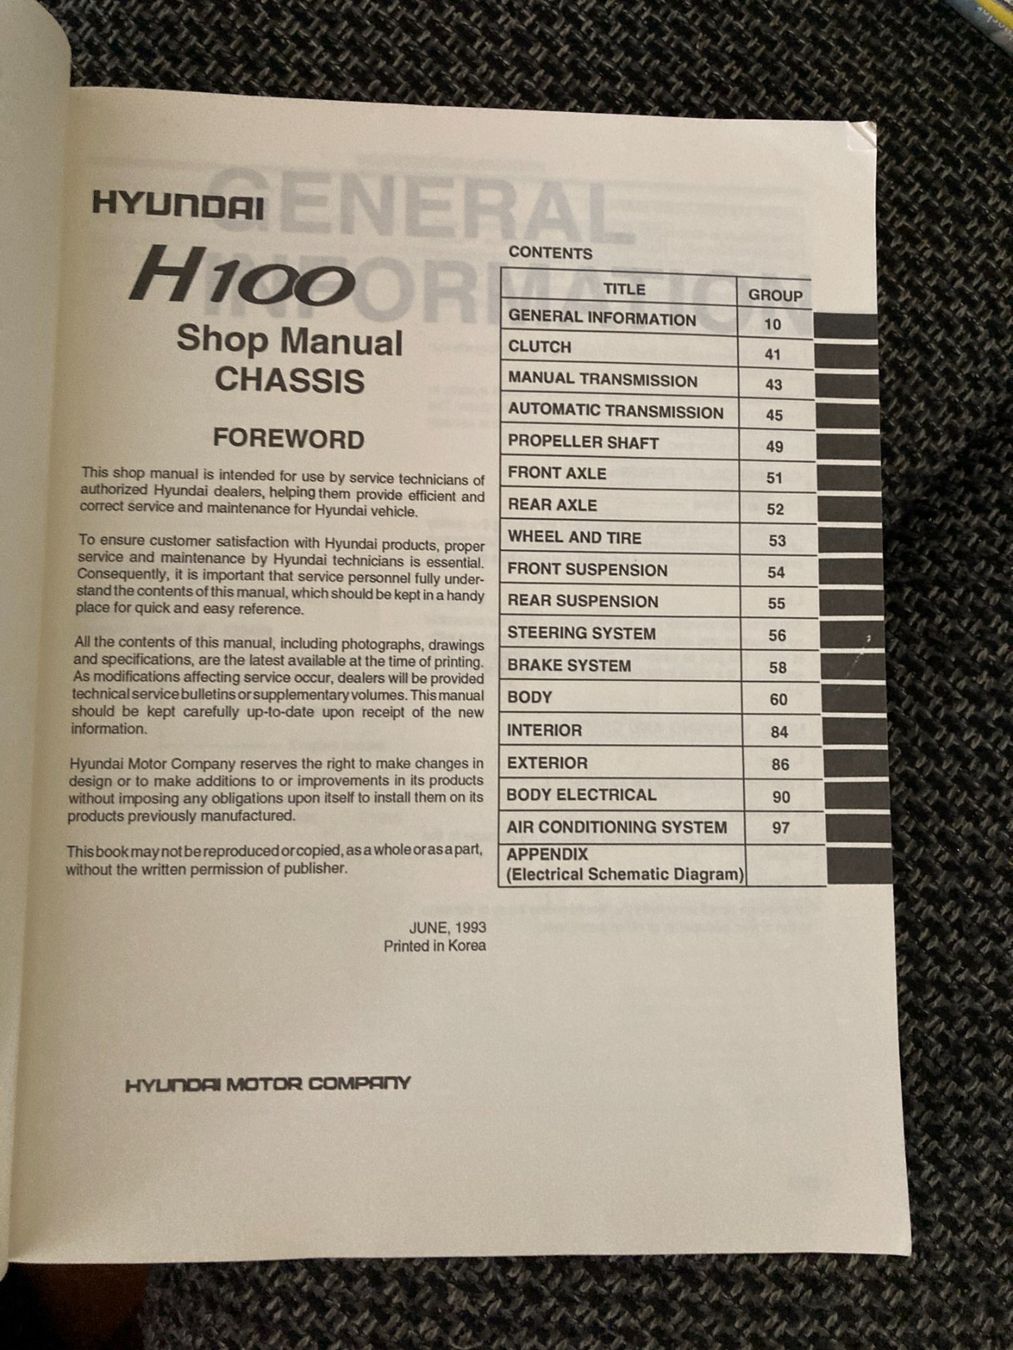 HYUNDAI
H100
Shop Manual
CHASSIS
FOREWORD
This shop manual is intended for use by service technicians of
authorized Hyundai dealers, helping them provide efficient and
correct service and maintenance for Hyundai vehicle.
To ensure customer satisfaction with Hyundai products, proper
service and maintenance by Hyundai technicians is essential.
Consequently, it is important that service personnel fully under-
stand the contents of this manual, which should be kept in a handy
place for quick and easy reference.
All the contents of this manual, including photographs, drawings
and specifications, are the latest available at the time of printing.
As modifications affecting service occur, dealers will be provided
technical service bulletins or supplementary volumes. This manual
should be kept carefully up-to-date upon receipt of the new
information.
Hyundai Motor Company reserves the right to make changes in
design or to make additions to or improvements in its products
without imposing any obligations upon itself to install them on its
products previously manufactured.
This book may not be reproduced or copied, as a whole or as a part,
without the written permission of publisher.
JUNE, 1993
Printed in Korea
HYUNDAI MOTOR COMPANY
CONTENTS
TITLE GROUP
GENERAL INFORMATION 10
CLUTCH 41
MANUAL TRANSMISSION 43
AUTOMATIC TRANSMISSION 45
PROPELLER SHAFT 49
FRONT AXLE 51
REAR AXLE 52
WHEEL AND TIRE 53
FRONT SUSPENSION 54
REAR SUSPENSION 55
STEERING SYSTEM 56
BRAKE SYSTEM 58
BODY 60
INTERIOR 84
EXTERIOR 86
BODY ELECTRICAL 90
AIR CONDITIONING SYSTEM 97
APPENDIX
(Electrical Schematic Diagram)
GENERAL
INFORMATION